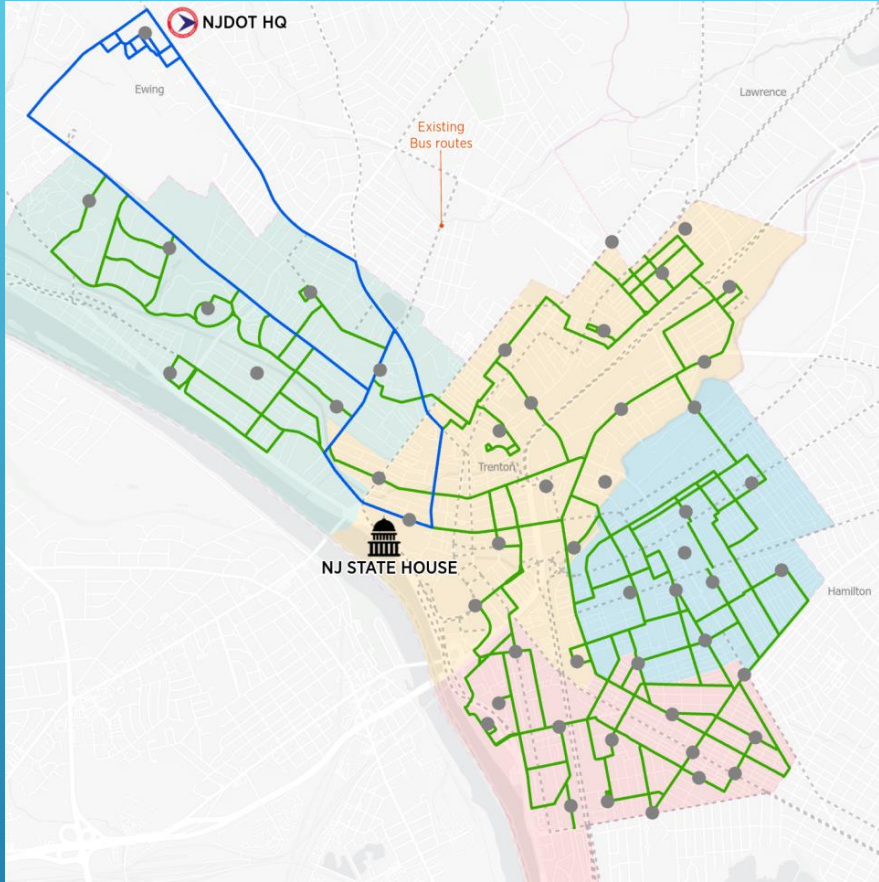 NJDOT HQ
Ewing
Lawrence
Existing
Bus routes
Trenton
NJ STATE HOUSE
Hamilton